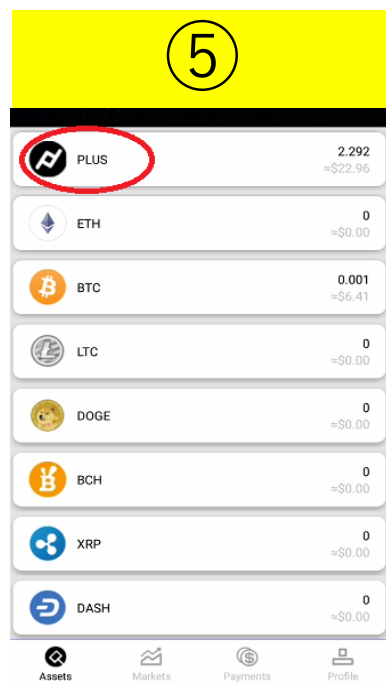 ⑤
PLUS 2.292
≈$22.96
ETH 0
≈$0.00
BTC 0.001
≈$6.41
LTC 0
≈$0.00
DOGE 0
≈$0.00
BCH 0
≈$0.00
XRP 0
≈$0.00
DASH 0
≈$0.00
Assets Markets Payments Profile